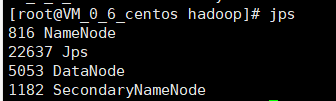 [root@VM_0_6_centos hadoop]# jps
816 NameNode
22637 Jps
5053 DataNode
1182 SecondaryNameNode